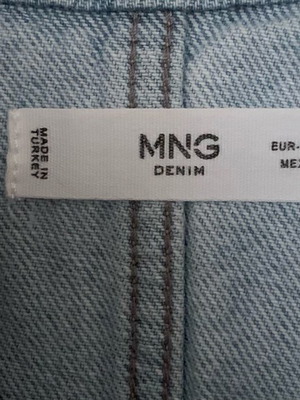 MADE IN
TURKEY
MNG
DENIM
EUR-
MEX